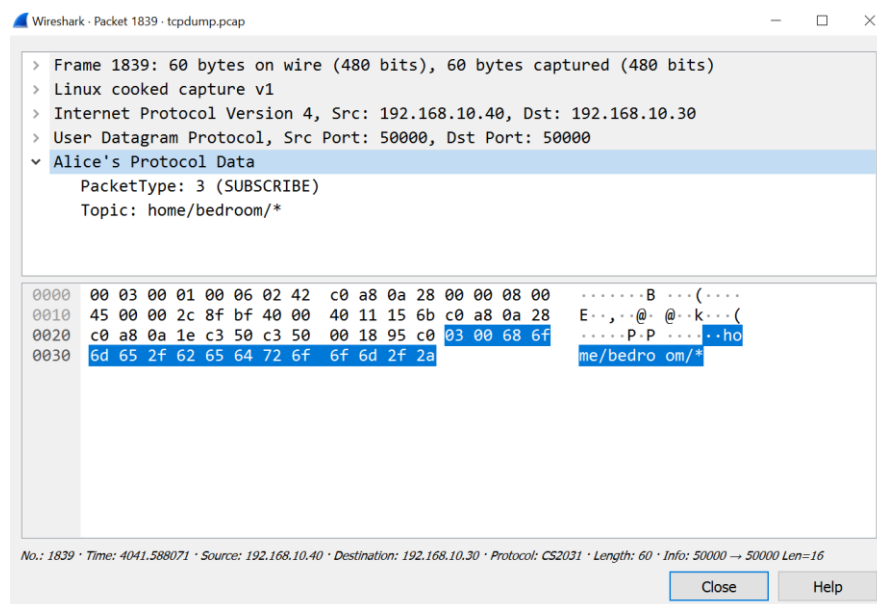 Wireshark · Packet 1839 · tcpdump.pcap
Frame 1839: 60 bytes on wire (480 bits), 60 bytes captured (480 bits)
Linux cooked capture v1
Internet Protocol Version 4, Src: 192.168.10.40, Dst: 192.168.10.30
User Datagram Protocol, Src Port: 50000, Dst Port: 50000
Alice's Protocol Data
PacketType: 3 (SUBSCRIBE)
Topic: home/bedroom/*
0000 00 03 00 01 00 06 02 42 c0 a8 0a 28 00 00 08 00 ·······B ···(····
0010 45 00 00 2c 8f bf 40 00 40 11 15 6b c0 a8 0a 28 E··,··@· @··k···(
0020 c0 a8 0a 1e c3 50 c3 50 00 18 95 c0 03 00 68 6f ·····P·P ······ho
0030 6d 65 2f 62 65 64 72 6f 6f 6d 2f 2a me/bedro om/*
No.: 1839 · Time: 4041.588071 · Source: 192.168.10.40 · Destination: 192.168.10.30 · Protocol: CS2031 · Length: 60 · Info: 50000 → 50000 Len=16
Close Help